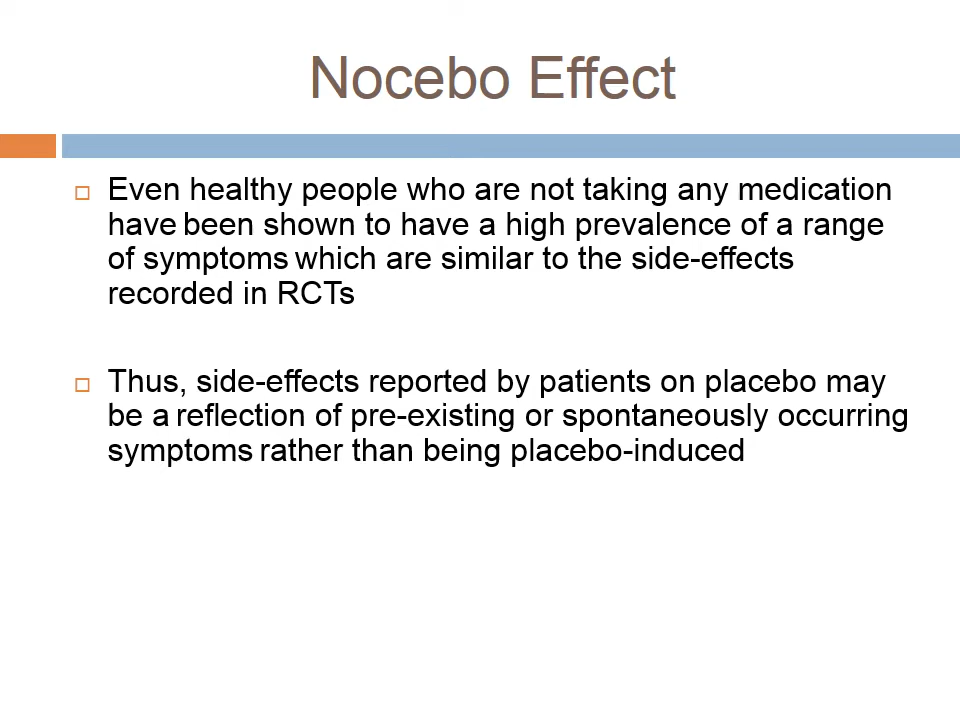 Nocebo Effect
Even healthy people who are not taking any medication
have been shown to have a high prevalence of a range
of symptoms which are similar to the side-effects
recorded in RCTs
Thus, side-effects reported by patients on placebo may
be a reflection of pre-existing or spontaneously occurring
symptoms rather than being placebo-induced